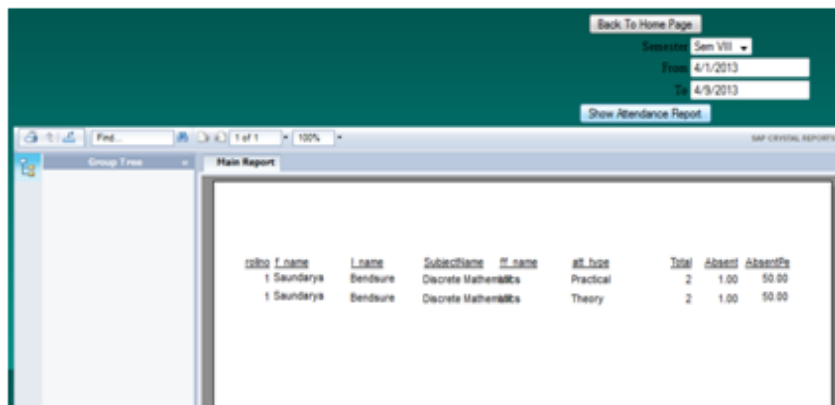 Back To Home Page
Semester Sem VIII
From 4/1/2013
To 4/9/2013
Show Attendance Report
Find... 1 of 1 100% SAP CRYSTAL REPORTS
Group Tree Main Report
rollno f_name l_name SubjectName ff_name att_type Total Absent AbsentPe
1 Saundarya Bendsure Discrete Mathematics Practical 2 1.00 50.00
1 Saundarya Bendsure Discrete Mathematics Theory 2 1.00 50.00